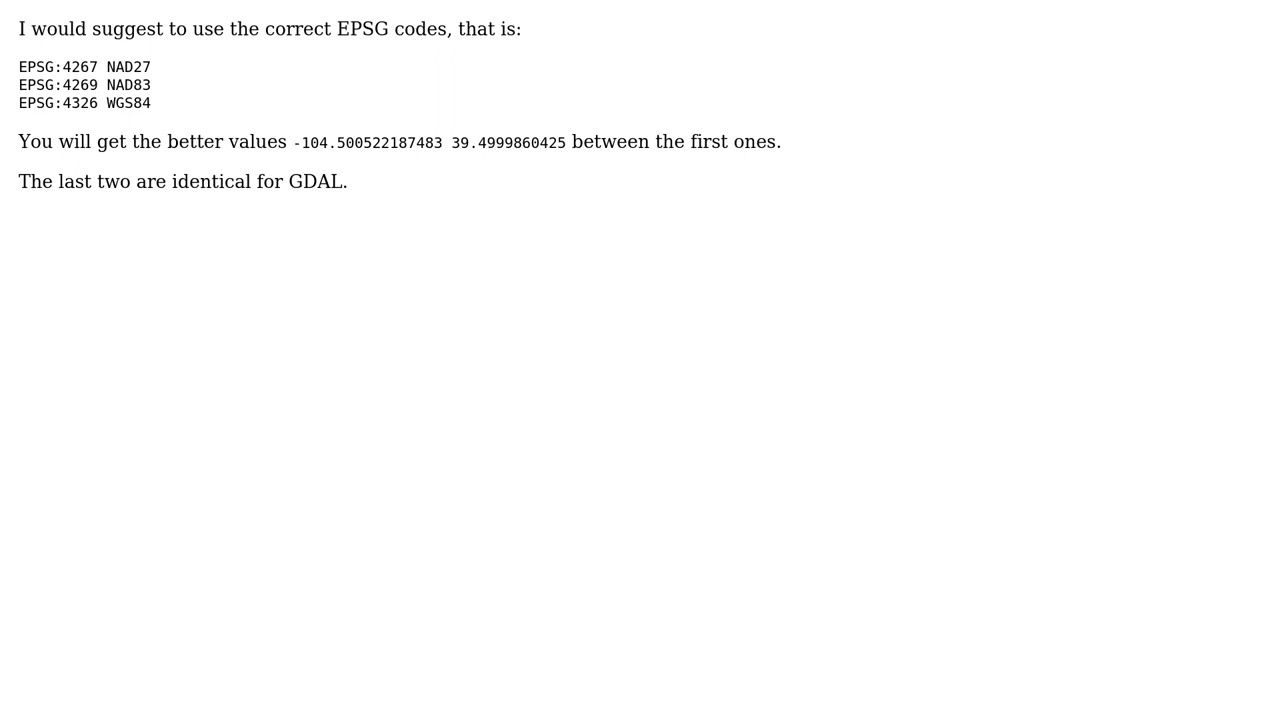 I would suggest to use the correct EPSG codes, that is:
EPSG:4267 NAD27
EPSG:4269 NAD83
EPSG:4326 WGS84
You will get the better values -104.500522187483 39.4999860425 between the first ones.
The last two are identical for GDAL.